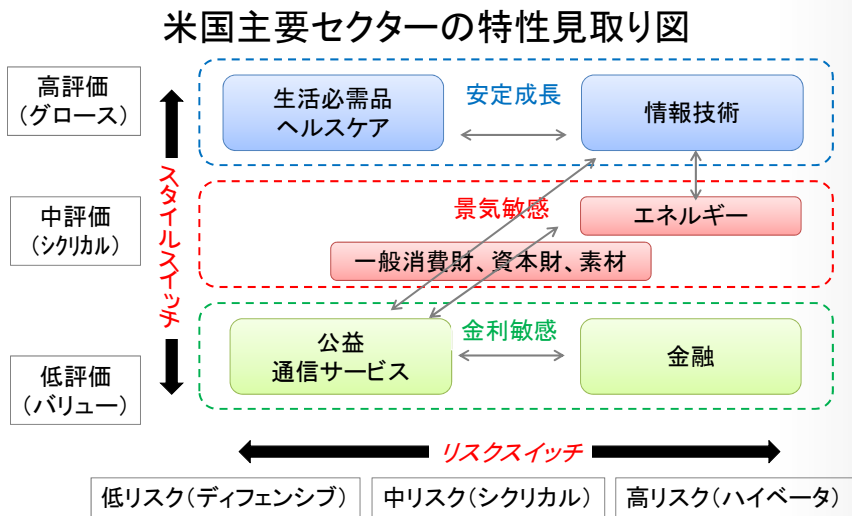 米国主要セクターの特性見取り図
高評価
(グロース)
生活必需品
ヘルスケア
安定成長
情報技術
スタイルスイッチ
中評価
(シクリカル)
景気敏感
エネルギー
一般消費財、資本財、素材
低評価
(バリュー)
公益
通信サービス
金利敏感
金融
リスクスイッチ
低リスク(ディフェンシブ)
中リスク(シクリカル)
高リスク(ハイベータ)